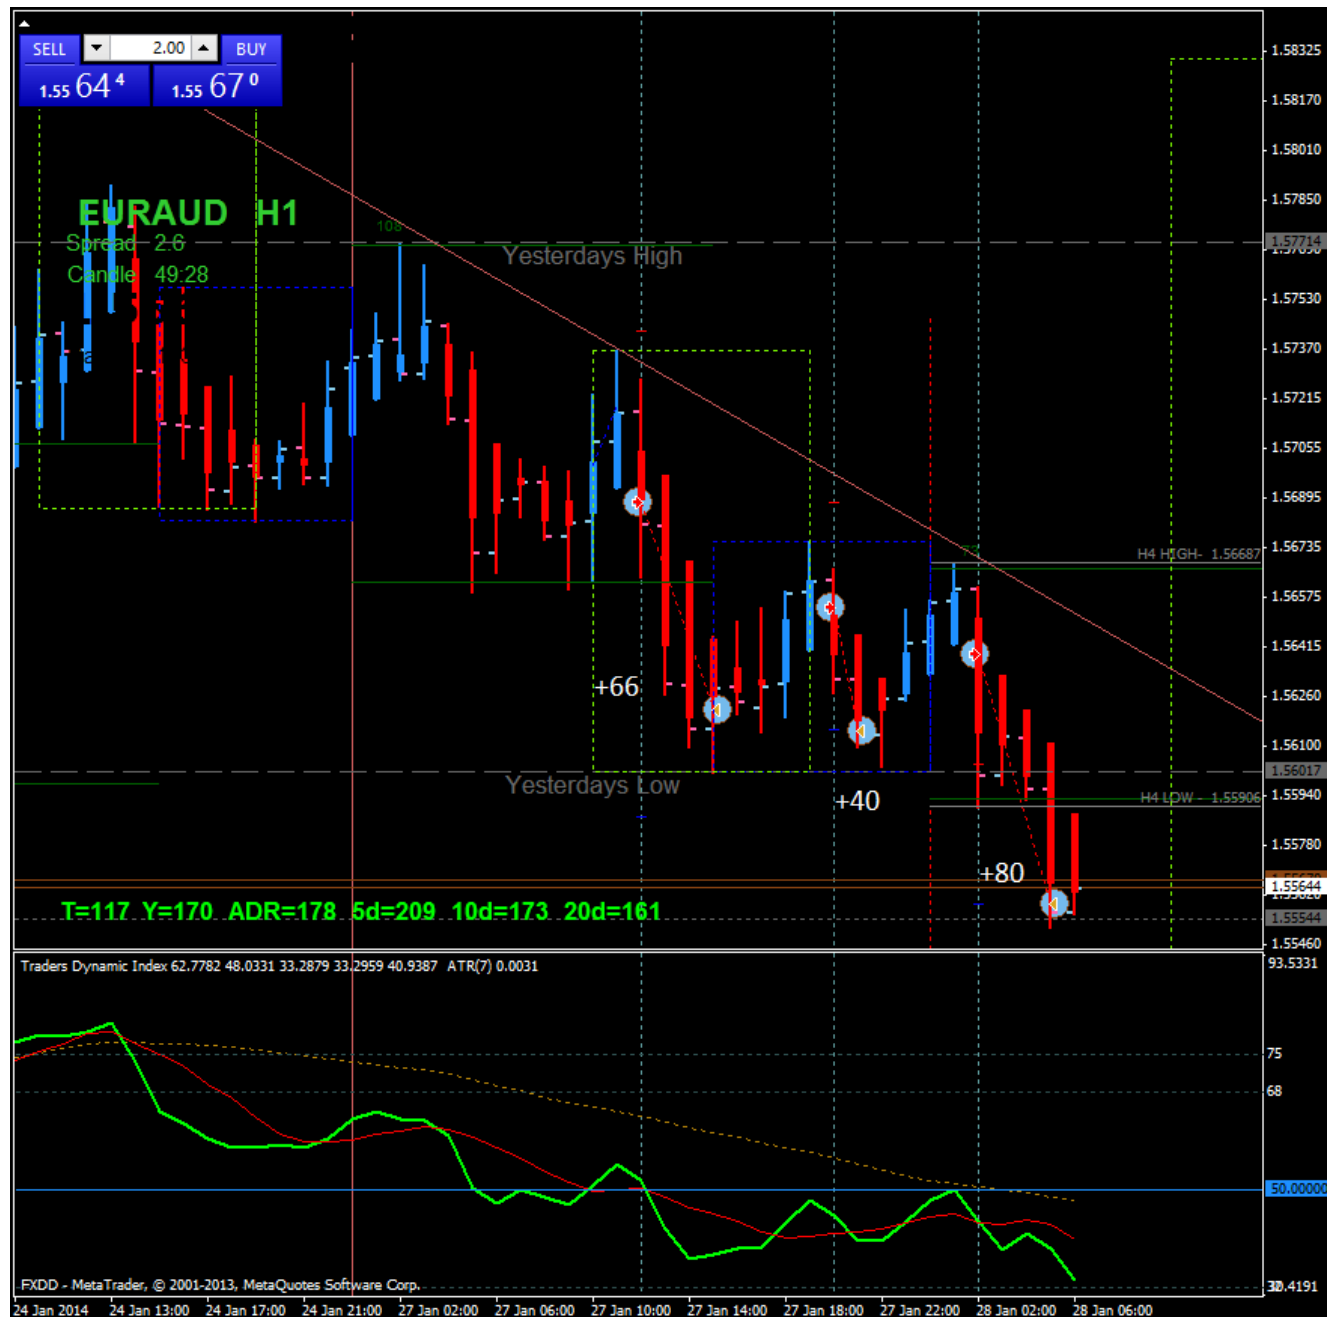 SELL 2.00 BUY
1.55 64 4 1.55 67 0
EURAUD H1
Spread 2.6
Candle 49:28
108
Yesterdays High
Yesterdays Low
73
H4 HIGH- 1.56687
H4 LOW - 1.55906
+66
+40
+80
T=117 Y=170 ADR=178 5d=209 10d=173 20d=161
1.58325
1.58170
1.58010
1.57850
1.57714
1.57530
1.57370
1.57215
1.57055
1.56895
1.56735
1.56575
1.56415
1.56260
1.56100
1.56017
1.55940
1.55780
1.55644
1.55544
1.55460
Traders Dynamic Index 62.7782 48.0331 33.2879 33.2959 40.9387 ATR(7) 0.0031
93.5331
75
68
50.00000
FXDD - MetaTrader, © 2001-2013, MetaQuotes Software Corp.
24 Jan 2014 24 Jan 13:00 24 Jan 17:00 24 Jan 21:00 27 Jan 02:00 27 Jan 06:00 27 Jan 10:00 27 Jan 14:00 27 Jan 18:00 27 Jan 22:00 28 Jan 02:00 28 Jan 06:00